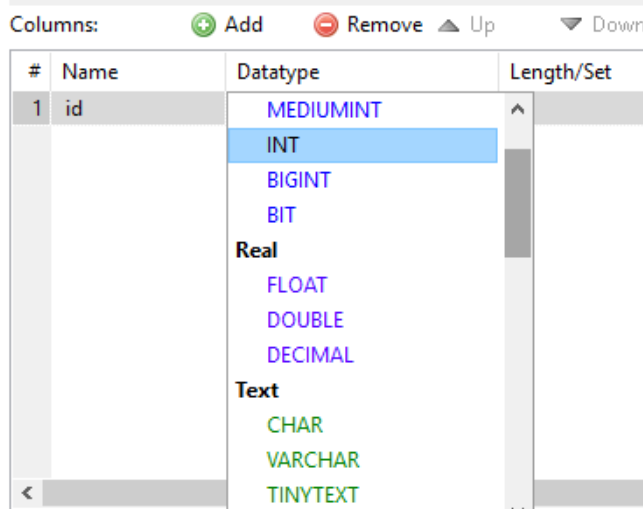 Columns: Add Remove Up Down
# Name Datatype Length/Set
1 id
MEDIUMINT
INT
BIGINT
BIT
Real
FLOAT
DOUBLE
DECIMAL
Text
CHAR
VARCHAR
TINYTEXT